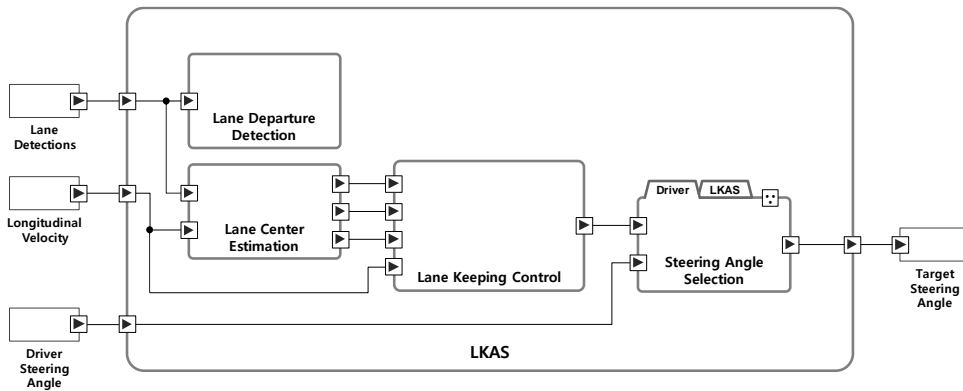 Lane Departure
Detection
Lane
Detections
Driver
LKAS
Longitudinal
Velocity
Lane Center
Estimation
Lane Keeping Control
Steering Angle
Selection
Target
Steering
Angle
Driver
Steering
Angle
LKAS